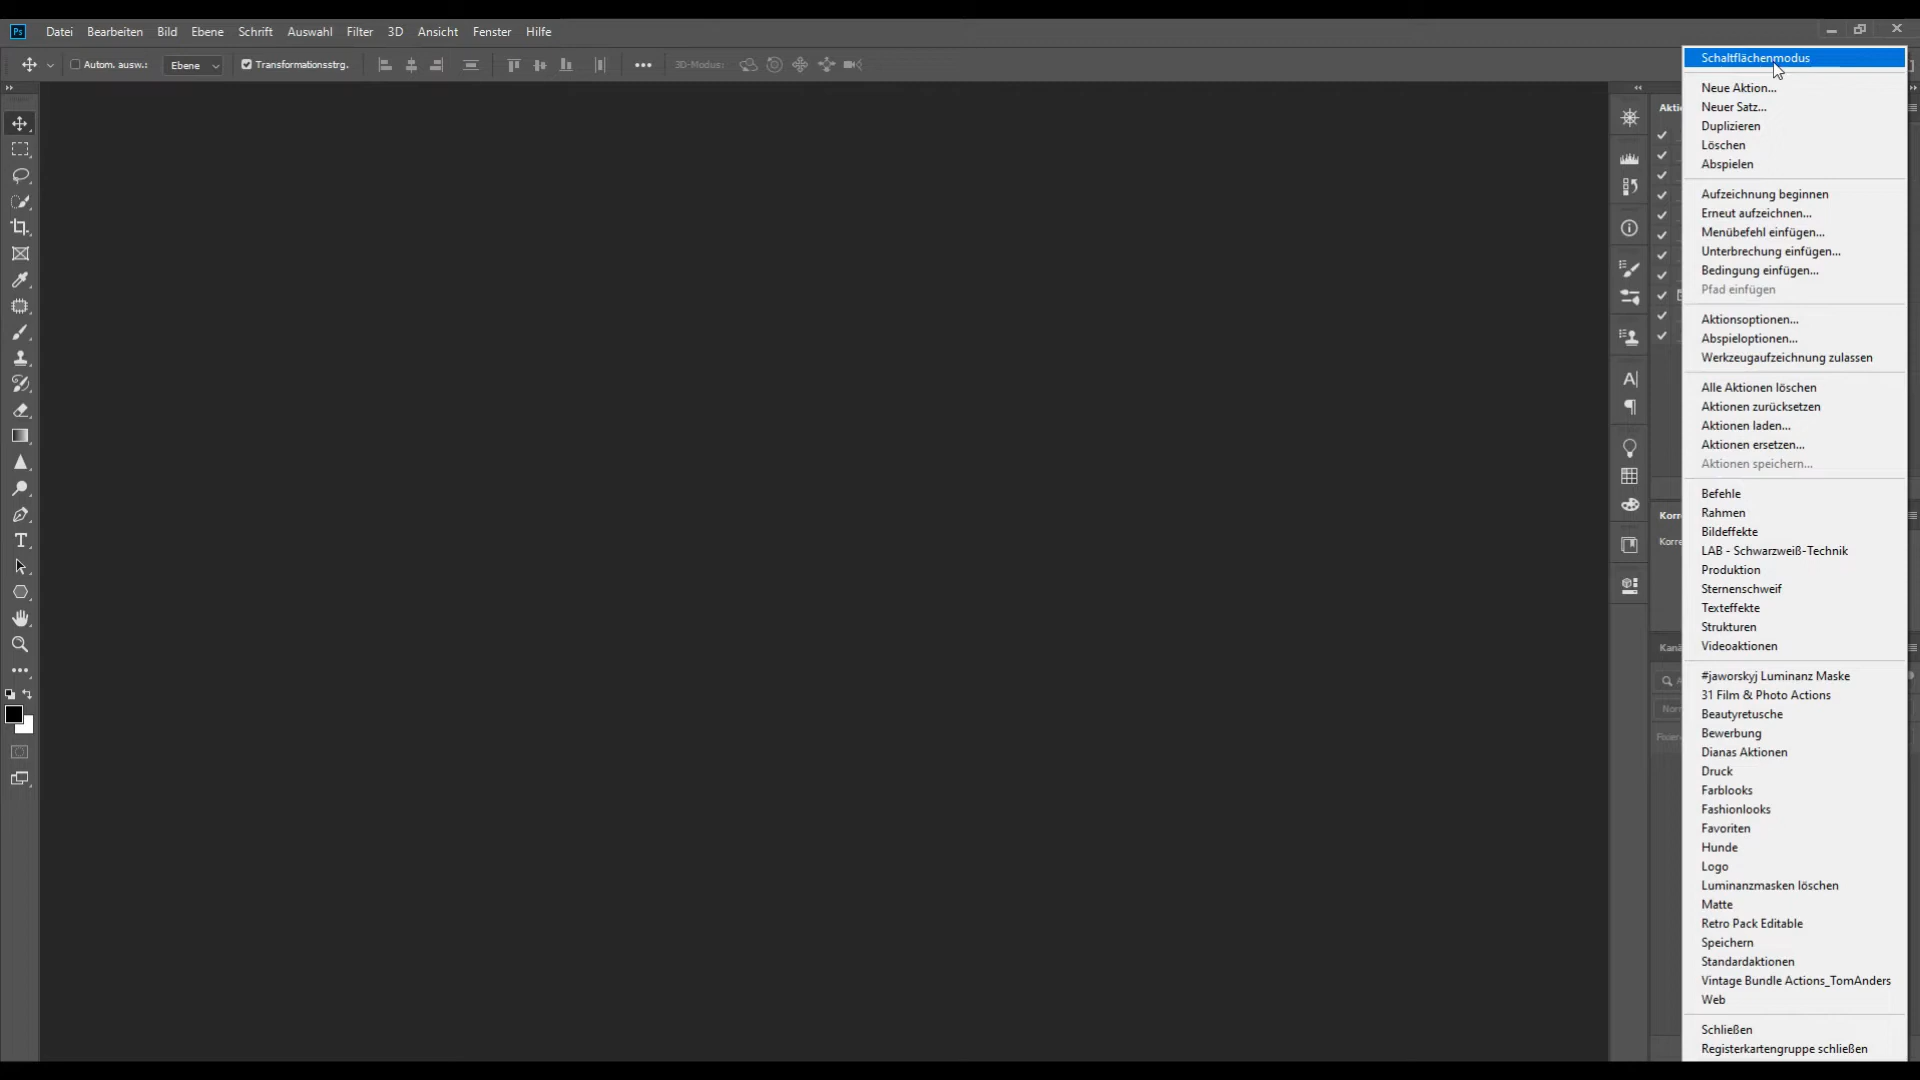 Ps Datei Bearbeiten Bild Ebene Schrift Auswahl Filter 3D Ansicht Fenster Hilfe
Autom. ausw.: Ebene Transformationsstrg. 3D-Modus:
Schaltflächenmodus
Neue Aktion...
Neuer Satz...
Duplizieren
Löschen
Abspielen
Aufzeichnung beginnen
Erneut aufzeichnen...
Menübefehl einfügen...
Unterbrechung einfügen...
Bedingung einfügen...
Pfad einfügen
Aktionsoptionen...
Abspieloptionen...
Werkzeugaufzeichnung zulassen
Alle Aktionen löschen
Aktionen zurücksetzen
Aktionen laden...
Aktionen ersetzen...
Aktionen speichern...
Befehle
Rahmen
Bildeffekte
LAB - Schwarzweiß-Technik
Produktion
Sternenschweif
Texteffekte
Strukturen
Videoaktionen
#jaworskyj Luminanz Maske
31 Film & Photo Actions
Beautyretusche
Bewerbung
Dianas Aktionen
Druck
Farblooks
Fashionlooks
Favoriten
Hunde
Logo
Luminanzmasken löschen
Matte
Retro Pack Editable
Speichern
Standardaktionen
Vintage Bundle Actions_TomAnders
Web
Schließen
Registerkartengruppe schließen